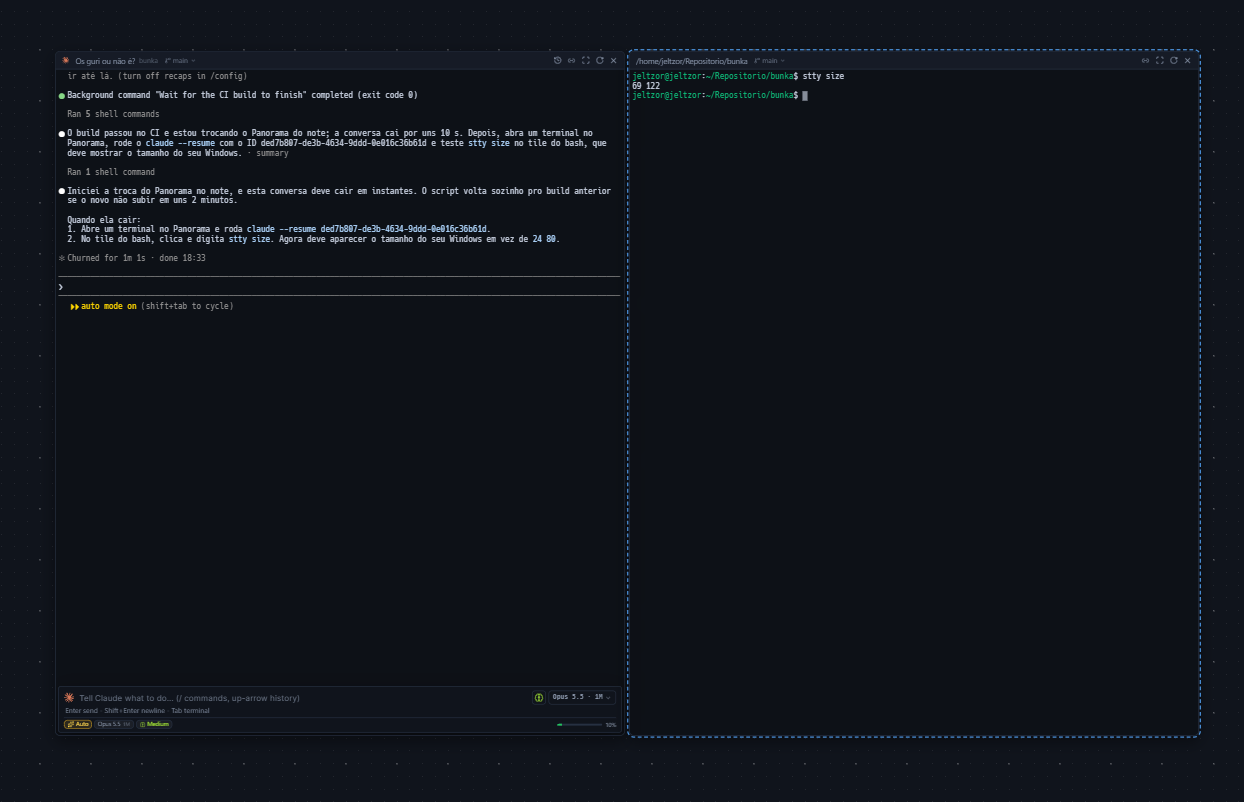 Os guri ou não é? bunka main
ir até lá. (turn off recaps in /config)
Background command "Wait for the CI build to finish" completed (exit code 0)
Ran 5 shell commands
O build passou no CI e estou trocando o Panorama do note; a conversa cai por uns 10 s. Depois, abra um terminal no
Panorama, rode o claude --resume com o ID ded7b807-de3b-4634-9ddd-0e016c36b61d e teste stty size no tile do bash, que
deve mostrar o tamanho do seu Windows. · summary
Ran 1 shell command
Iniciei a troca do Panorama no note, e esta conversa deve cair em instantes. O script volta sozinho pro build anterior
se o novo não subir em uns 2 minutos.
Quando ela cair:
1. Abre um terminal no Panorama e roda claude --resume ded7b807-de3b-4634-9ddd-0e016c36b61d.
2. No tile do bash, clica e digita stty size. Agora deve aparecer o tamanho do seu Windows em vez de 24 80.
✻ Churned for 1m 1s · done 18:33
❯
⏵⏵ auto mode on (shift+tab to cycle)
Tell Claude what to do... (/ commands, up-arrow history)
Opus 5.5 · 1M
Enter send · Shift+Enter newline · Tab terminal
Auto Opus 5.5 1M Medium 10%
/home/jeltzor/Repositorio/bunka main
jeltzor@jeltzor:~/Repositorio/bunka$ stty size
69 122
jeltzor@jeltzor:~/Repositorio/bunka$